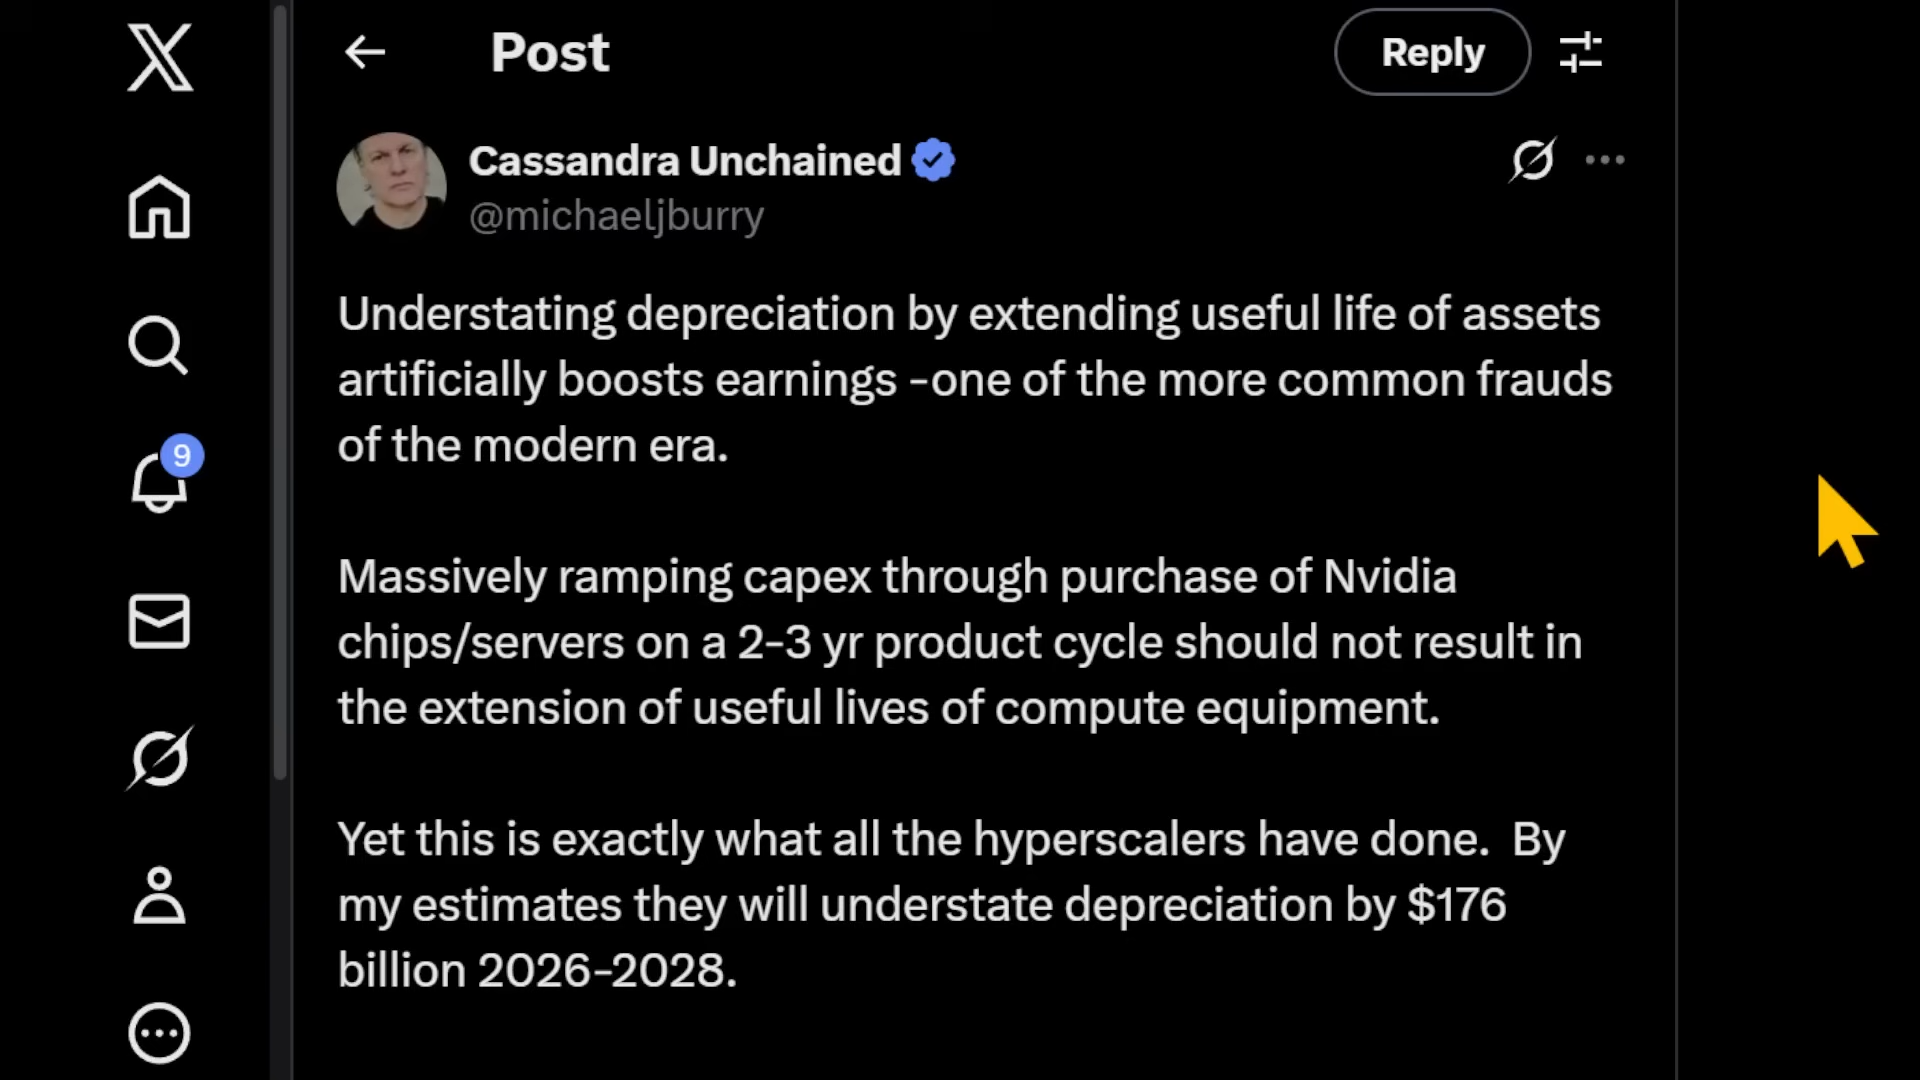 Post
Reply
Cassandra Unchained
@michaeljburry
Understating depreciation by extending useful life of assets
artificially boosts earnings -one of the more common frauds
of the modern era.
Massively ramping capex through purchase of Nvidia
chips/servers on a 2-3 yr product cycle should not result in
the extension of useful lives of compute equipment.
Yet this is exactly what all the hyperscalers have done.  By
my estimates they will understate depreciation by $176
billion 2026-2028.
9